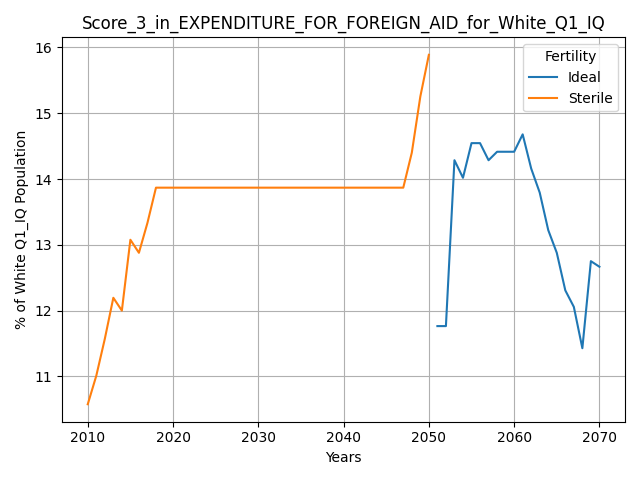 Score_3_in_EXPENDITURE_FOR_FOREIGN_AID_for_White_Q1_IQ
16
15
14
13
12
11
% of White Q1_IQ Population
Fertility
Ideal
Sterile
2010 2020 2030 2040 2050 2060 2070
Years